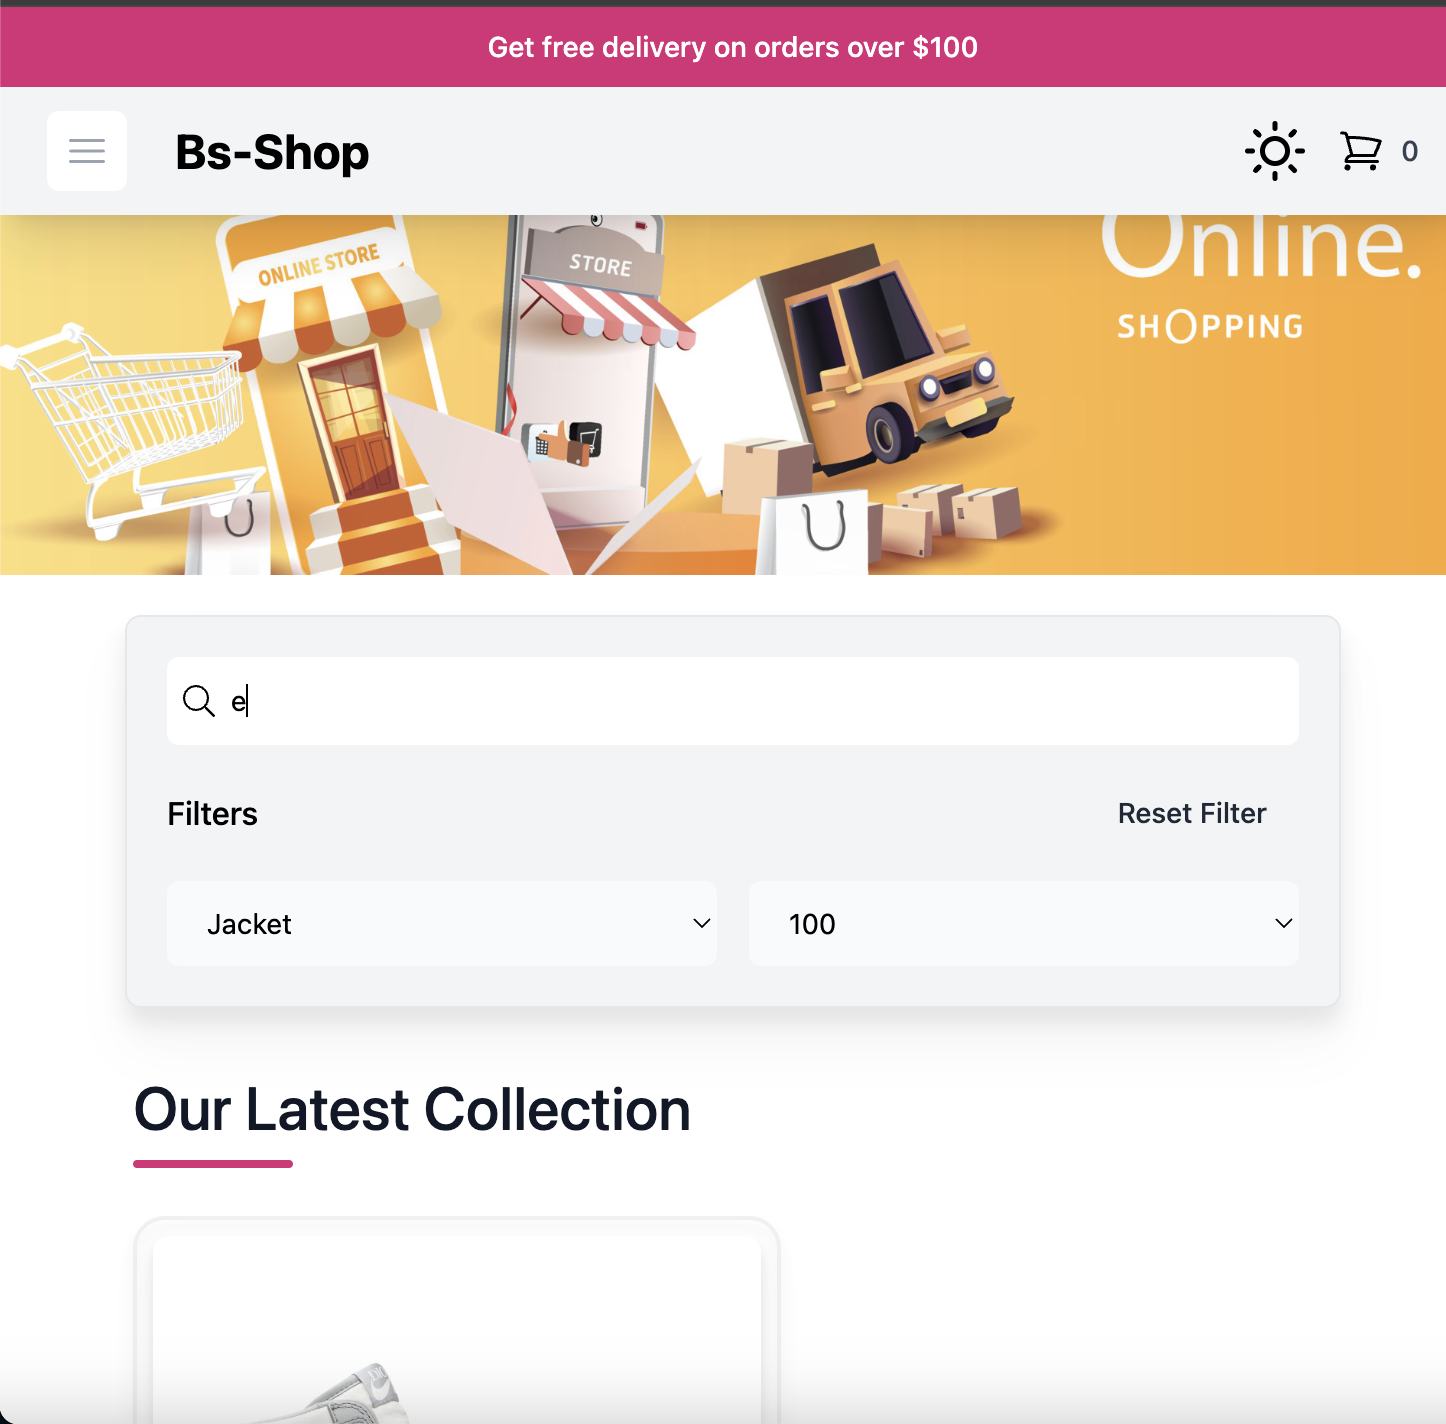 Get free delivery on orders over $100
Bs-Shop
0
Online.
SHOPPING
ONLINE STORE
STORE
e
Filters
Reset Filter
Jacket
100
Our Latest Collection